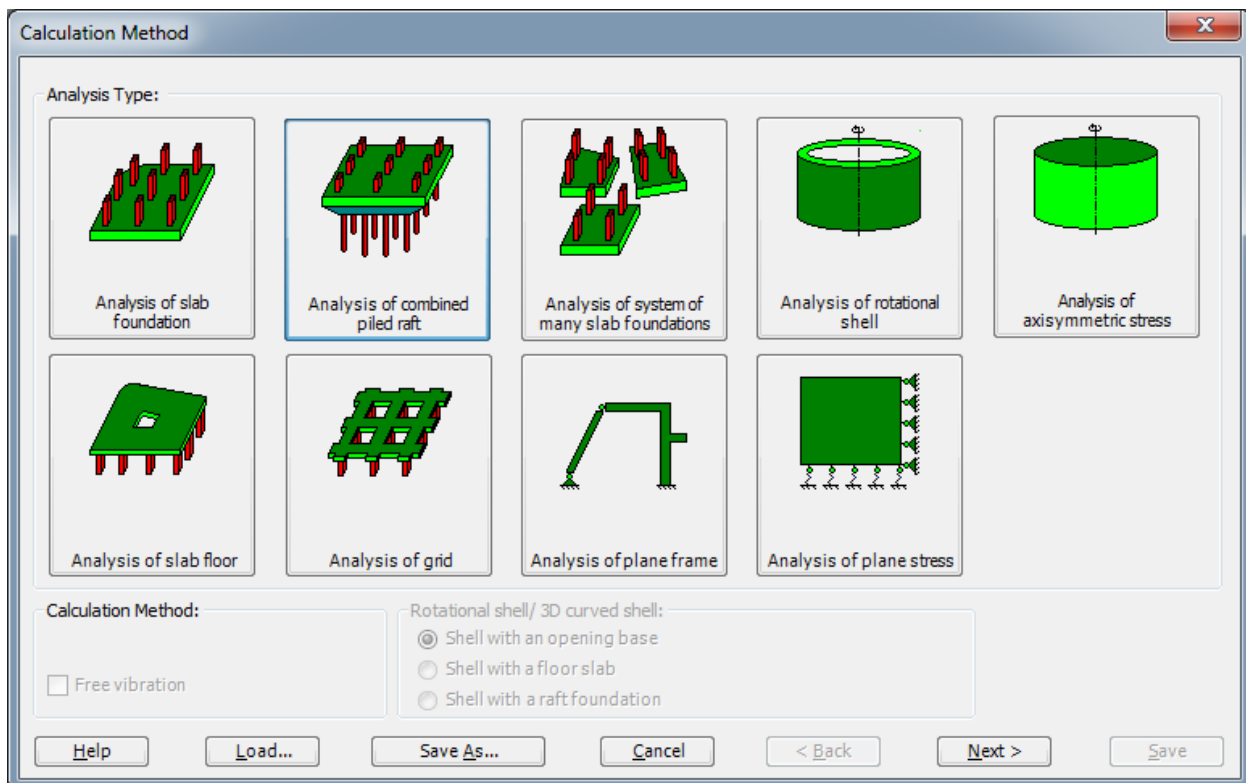 Calculation Method
Analysis Type:
Analysis of slab
foundation
Analysis of combined
piled raft
Analysis of system of
many slab foundations
Analysis of rotational
shell
Analysis of
axisymmetric stress
Analysis of slab floor
Analysis of grid
Analysis of plane frame
Analysis of plane stress
Calculation Method:
Free vibration
Rotational shell/ 3D curved shell:
Shell with an opening base
Shell with a floor slab
Shell with a raft foundation
Help
Load...
Save As...
Cancel
< Back
Next >
Save